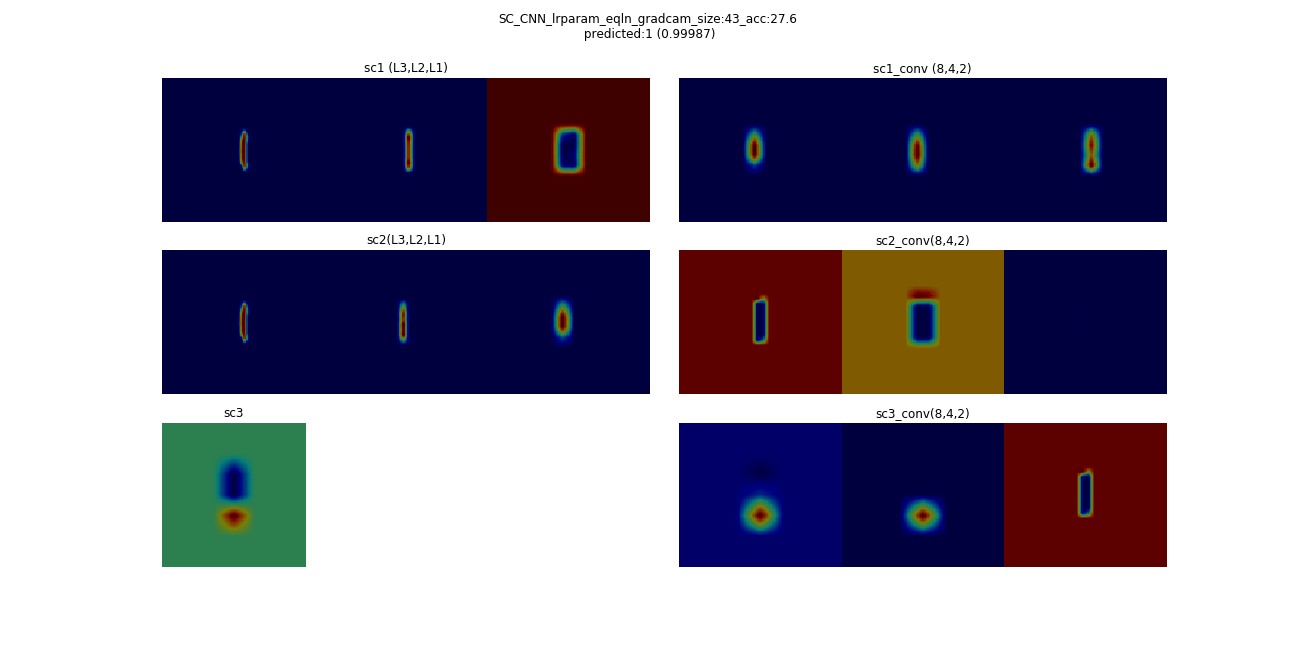 SC_CNN_lrparam_eqln_gradcam_size:43_acc:27.6
predicted:1 (0.99987)
sc1 (L3,L2,L1)
sc1_conv (8,4,2)
sc2(L3,L2,L1)
sc2_conv(8,4,2)
sc3
sc3_conv(8,4,2)